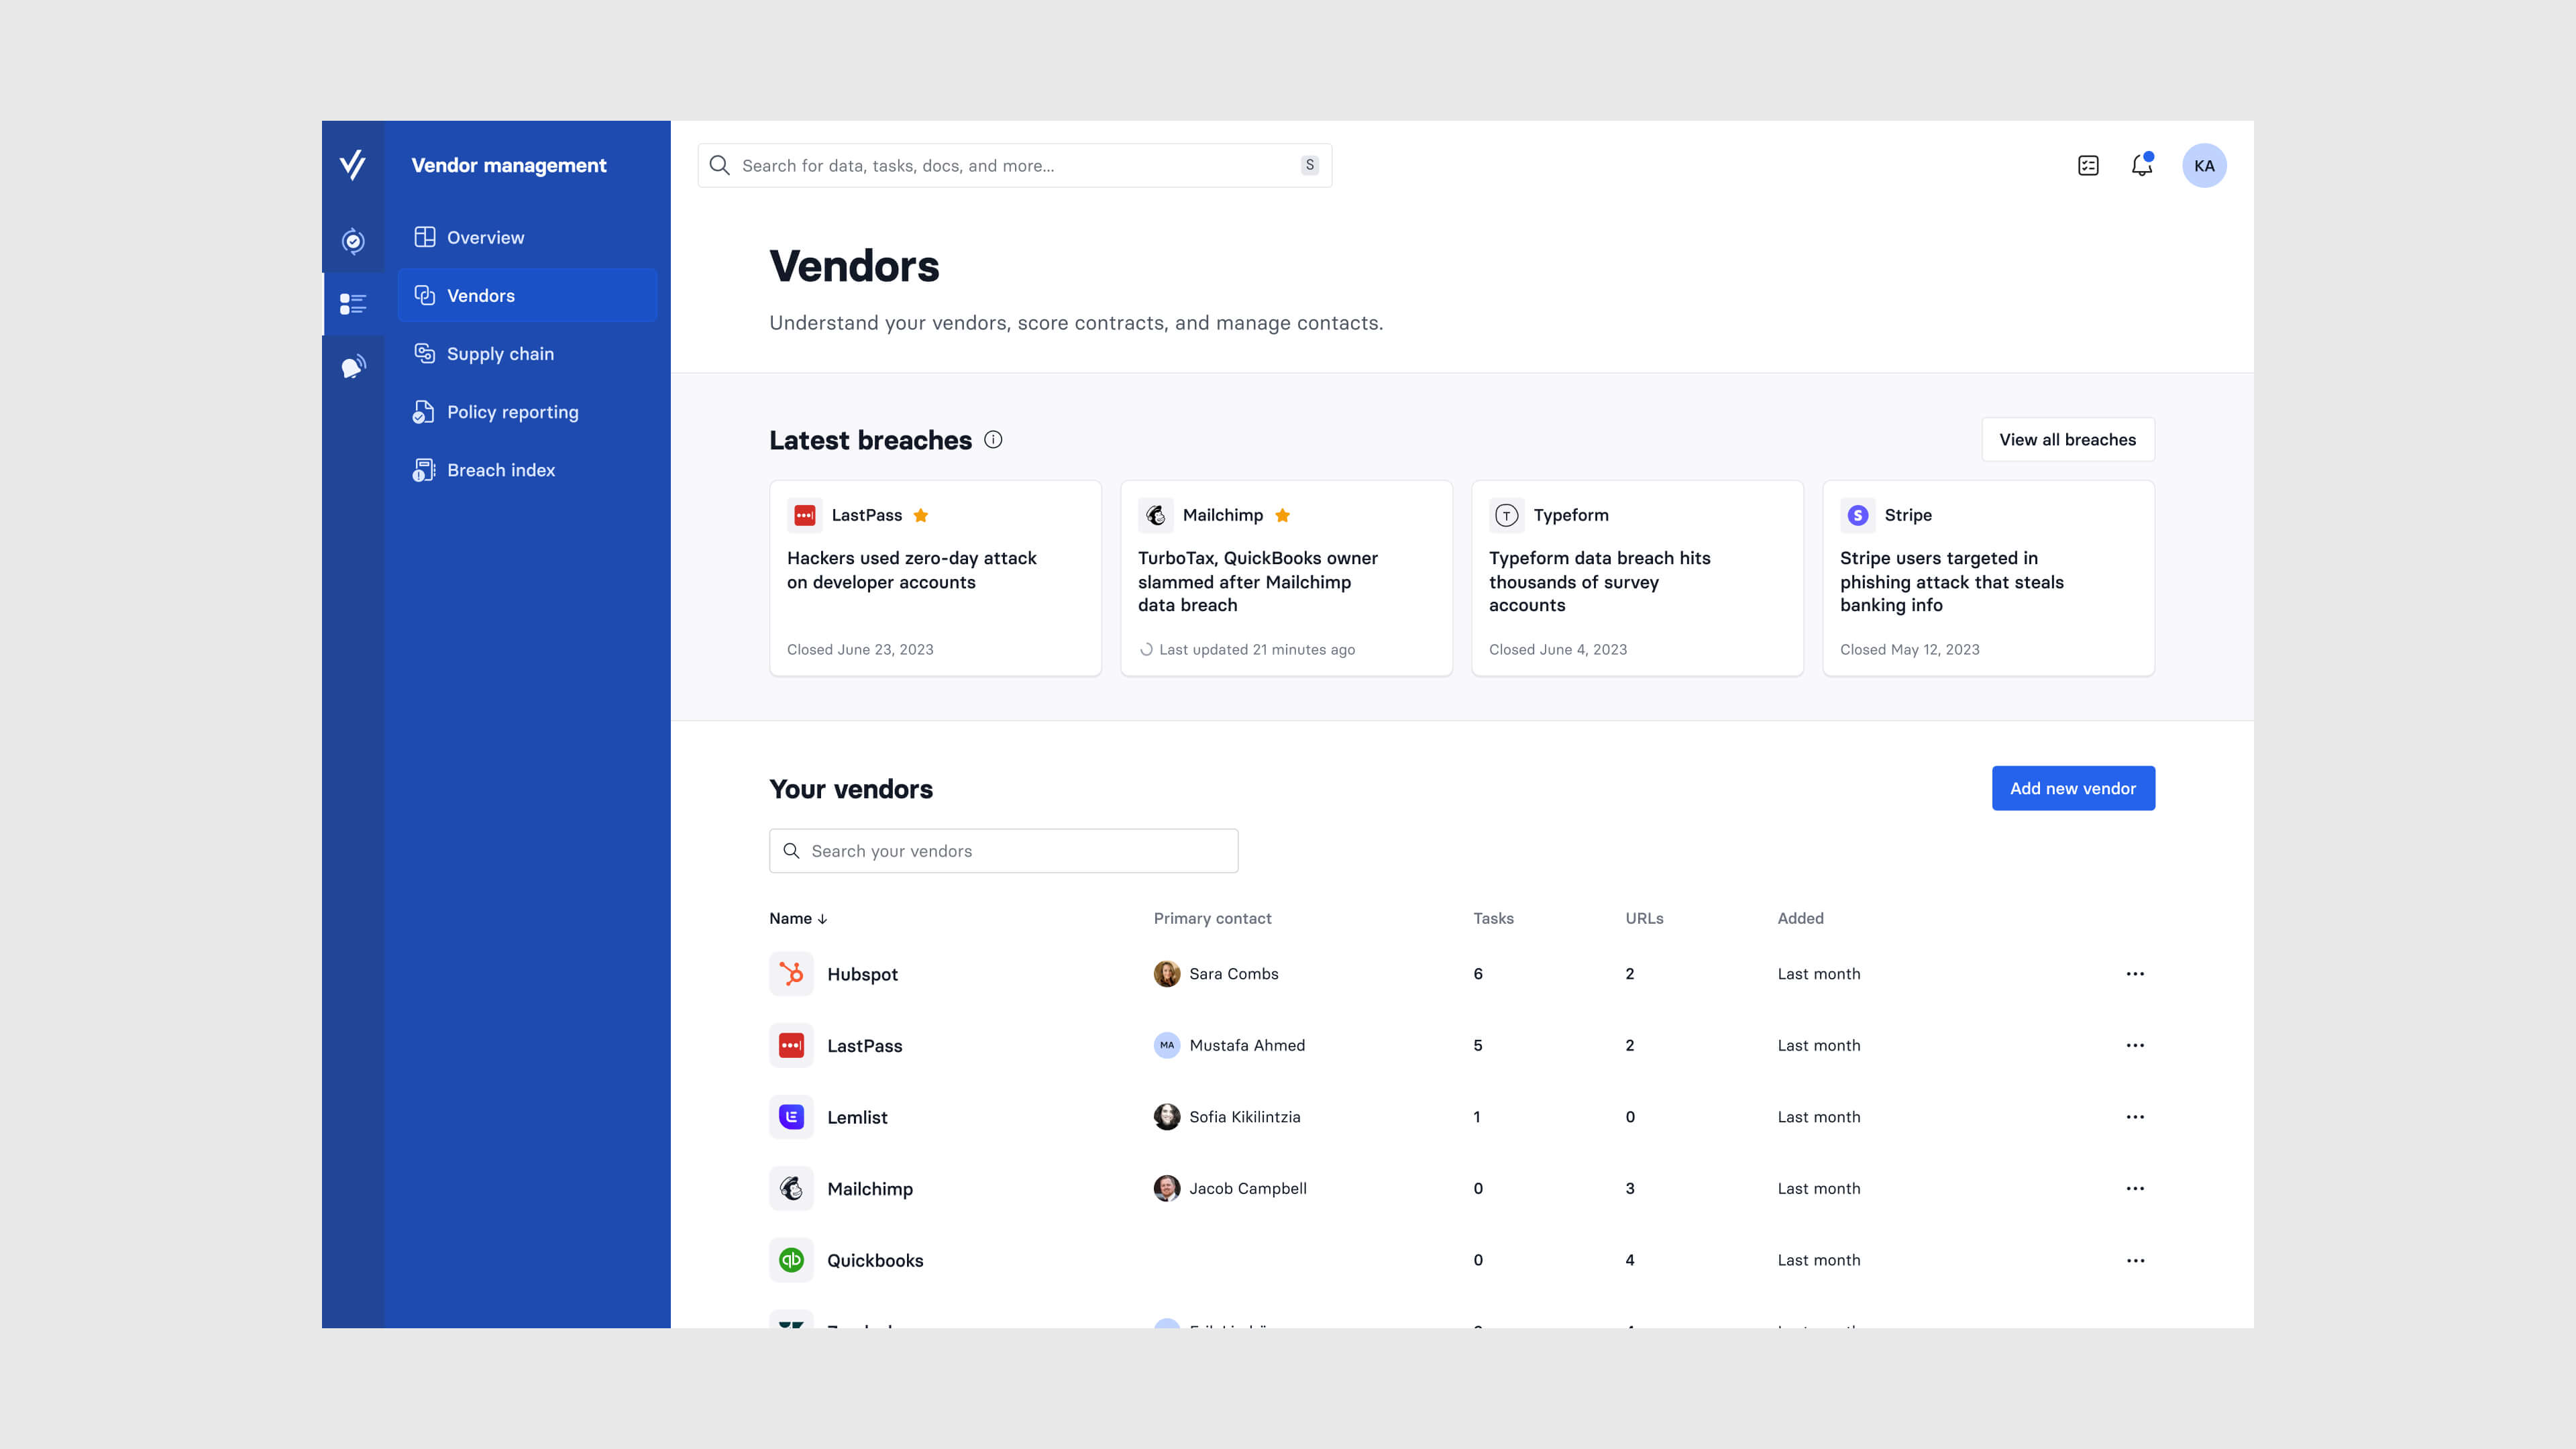 Vendor management
Overview
Vendors
Supply chain
Policy reporting
Breach index
Search for data, tasks, docs, and more...
S
KA
Vendors
Understand your vendors, score contracts, and manage contacts.
Latest breaches
View all breaches
LastPass
Hackers used zero-day attack
on developer accounts
Closed June 23, 2023
Mailchimp
TurboTax, QuickBooks owner
slammed after Mailchimp
data breach
Last updated 21 minutes ago
T
Typeform
Typeform data breach hits
thousands of survey
accounts
Closed June 4, 2023
S
Stripe
Stripe users targeted in
phishing attack that steals
banking info
Closed May 12, 2023
Your vendors
Add new vendor
Search your vendors
Name Primary contact Tasks URLs Added
Hubspot Sara Combs 6 2 Last month
LastPass MA Mustafa Ahmed 5 2 Last month
Lemlist Sofia Kikilintzia 1 0 Last month
Mailchimp Jacob Campbell 0 3 Last month
qb Quickbooks 0 4 Last month